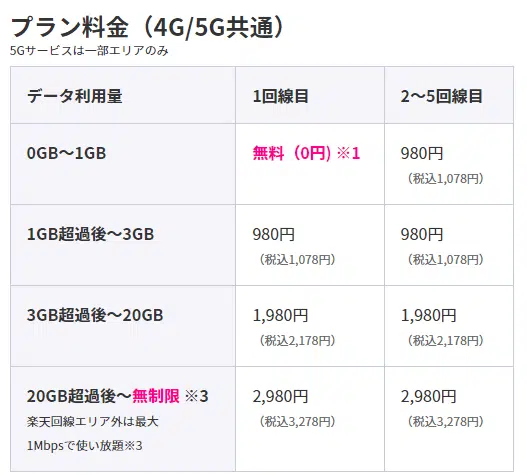 プラン料金（4G/5G共通）
5Gサービスは一部エリアのみ
データ利用量 1回線目 2〜5回線目
0GB〜1GB 無料（0円）※1 980円
（税込1,078円）
1GB超過後〜3GB 980円 980円
（税込1,078円） （税込1,078円）
3GB超過後〜20GB 1,980円 1,980円
（税込2,178円） （税込2,178円）
20GB超過後〜無制限 ※3 2,980円 2,980円
楽天回線エリア外は最大 （税込3,278円） （税込3,278円）
1Mbpsで使い放題※3